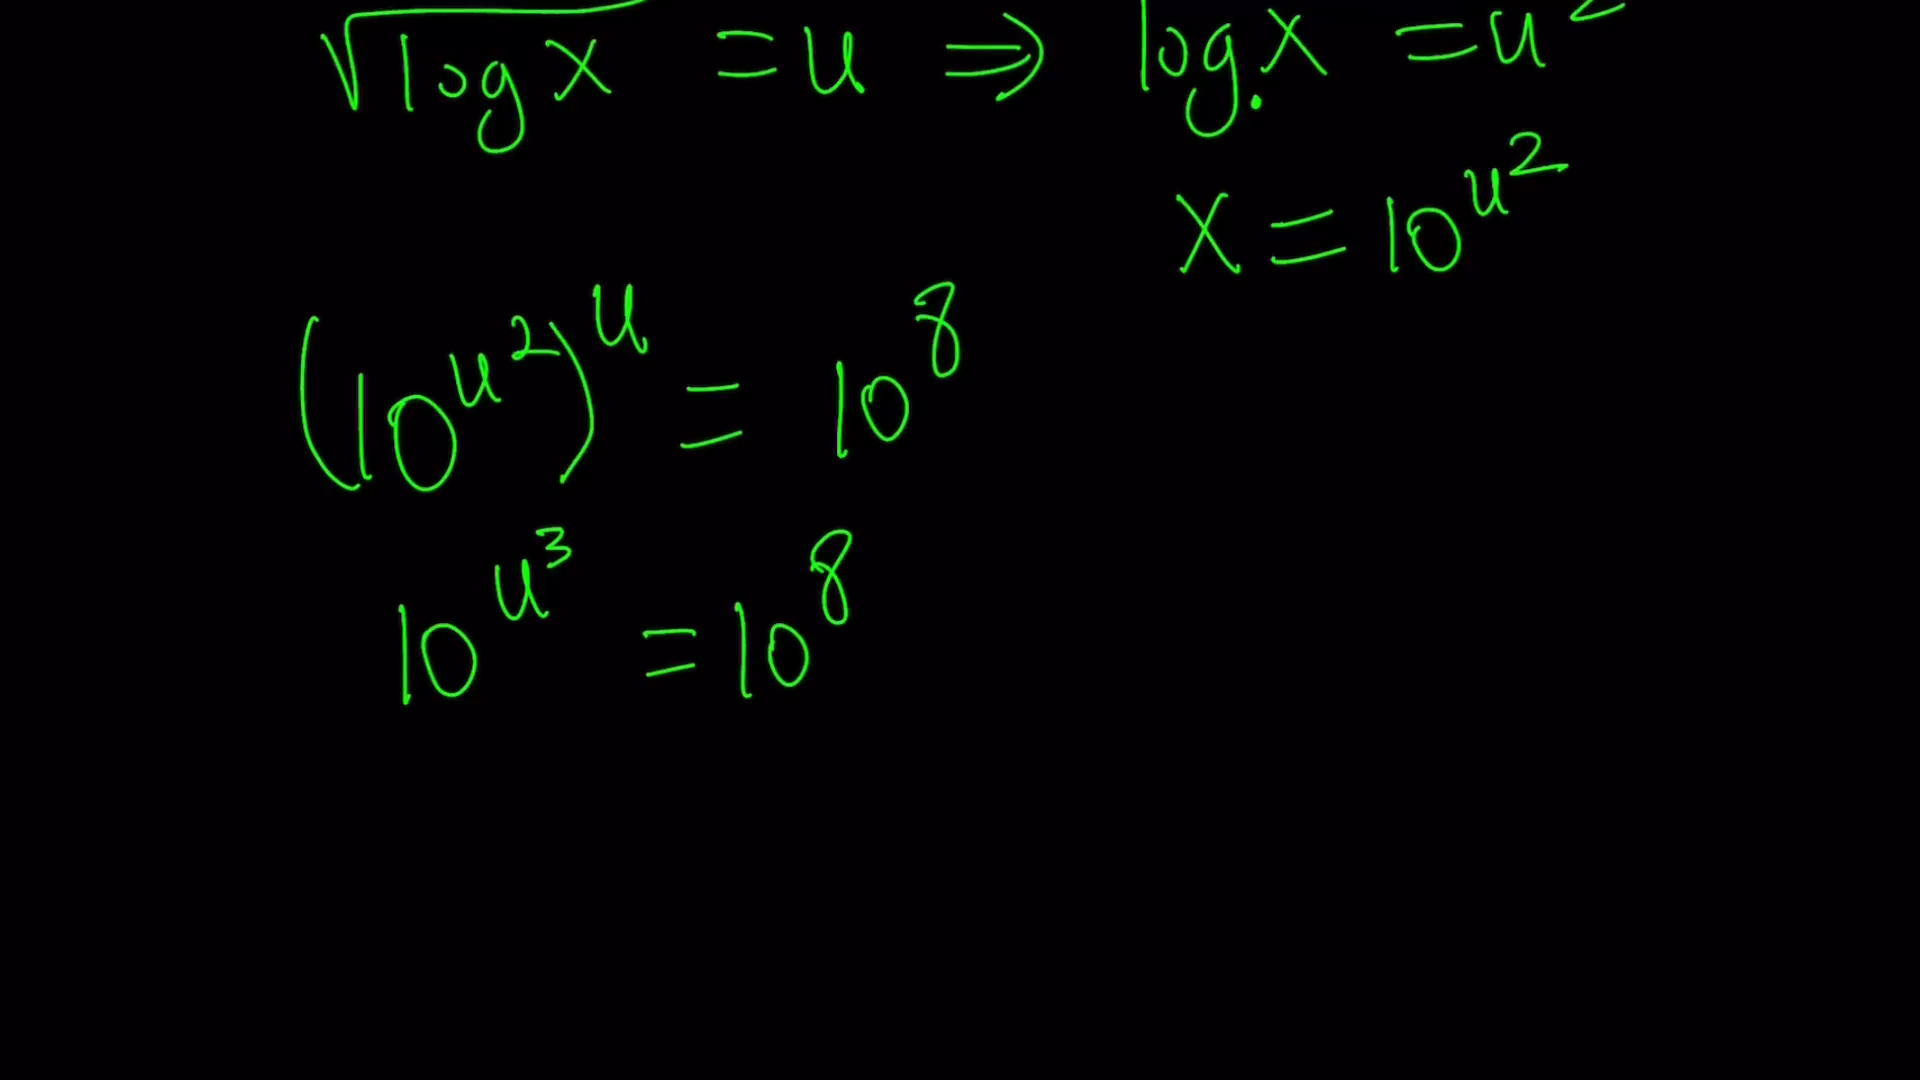 √log x = u ⇒ log x = u²
x = 10^u²
(10^u²)^u = 10^8
10^u³ = 10^8